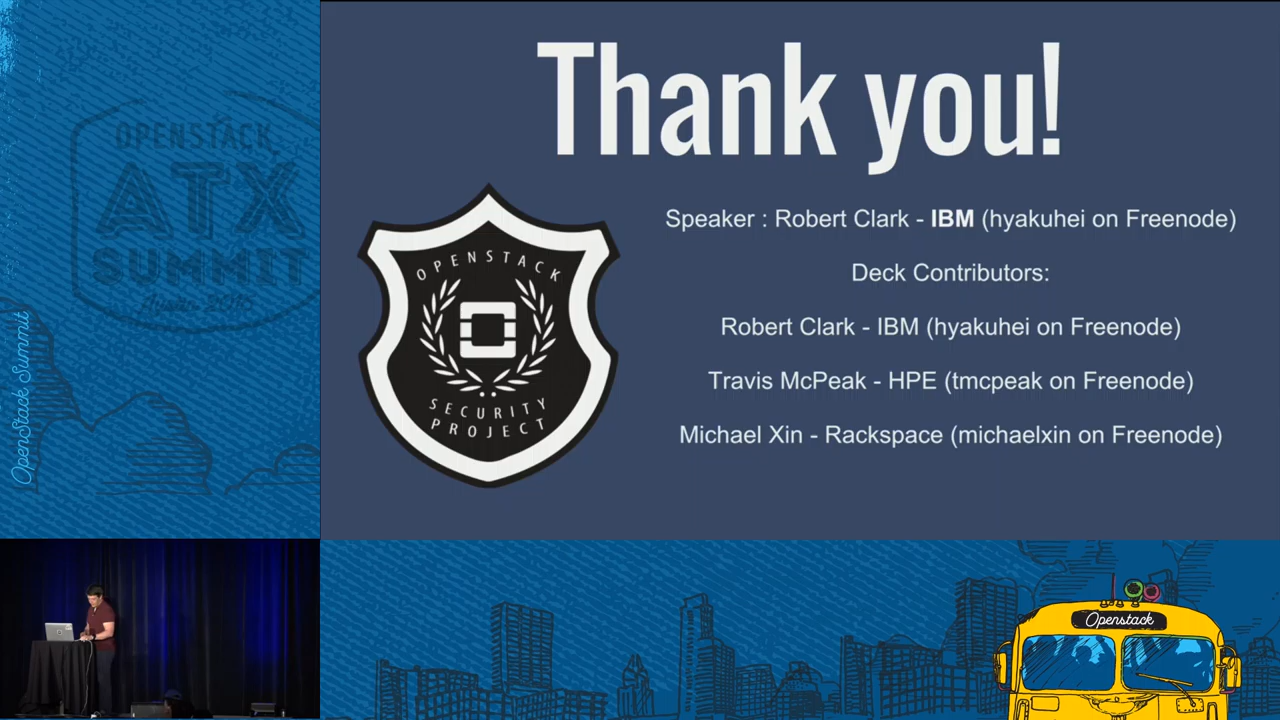 OPENSTACK
ATX
SUMMIT
Austin 2016
OpenStack Summit
Thank you!
OPENSTACK
SECURITY
PROJECT
Speaker : Robert Clark - IBM (hyakuhei on Freenode)
Deck Contributors:
Robert Clark - IBM (hyakuhei on Freenode)
Travis McPeak - HPE (tmcpeak on Freenode)
Michael Xin - Rackspace (michaelxin on Freenode)
Openstack